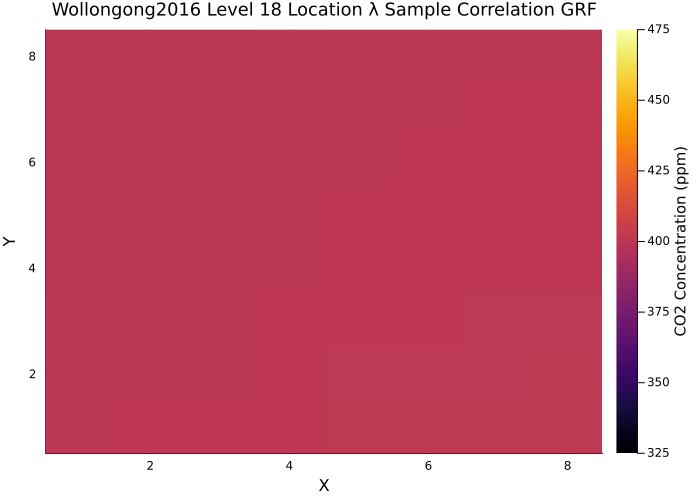 Wollongong2016 Level 18 Location λ Sample Correlation GRF
8
6
4
2
Y
2 4 6 8
X
475
450
425
400
375
350
325
CO2 Concentration (ppm)